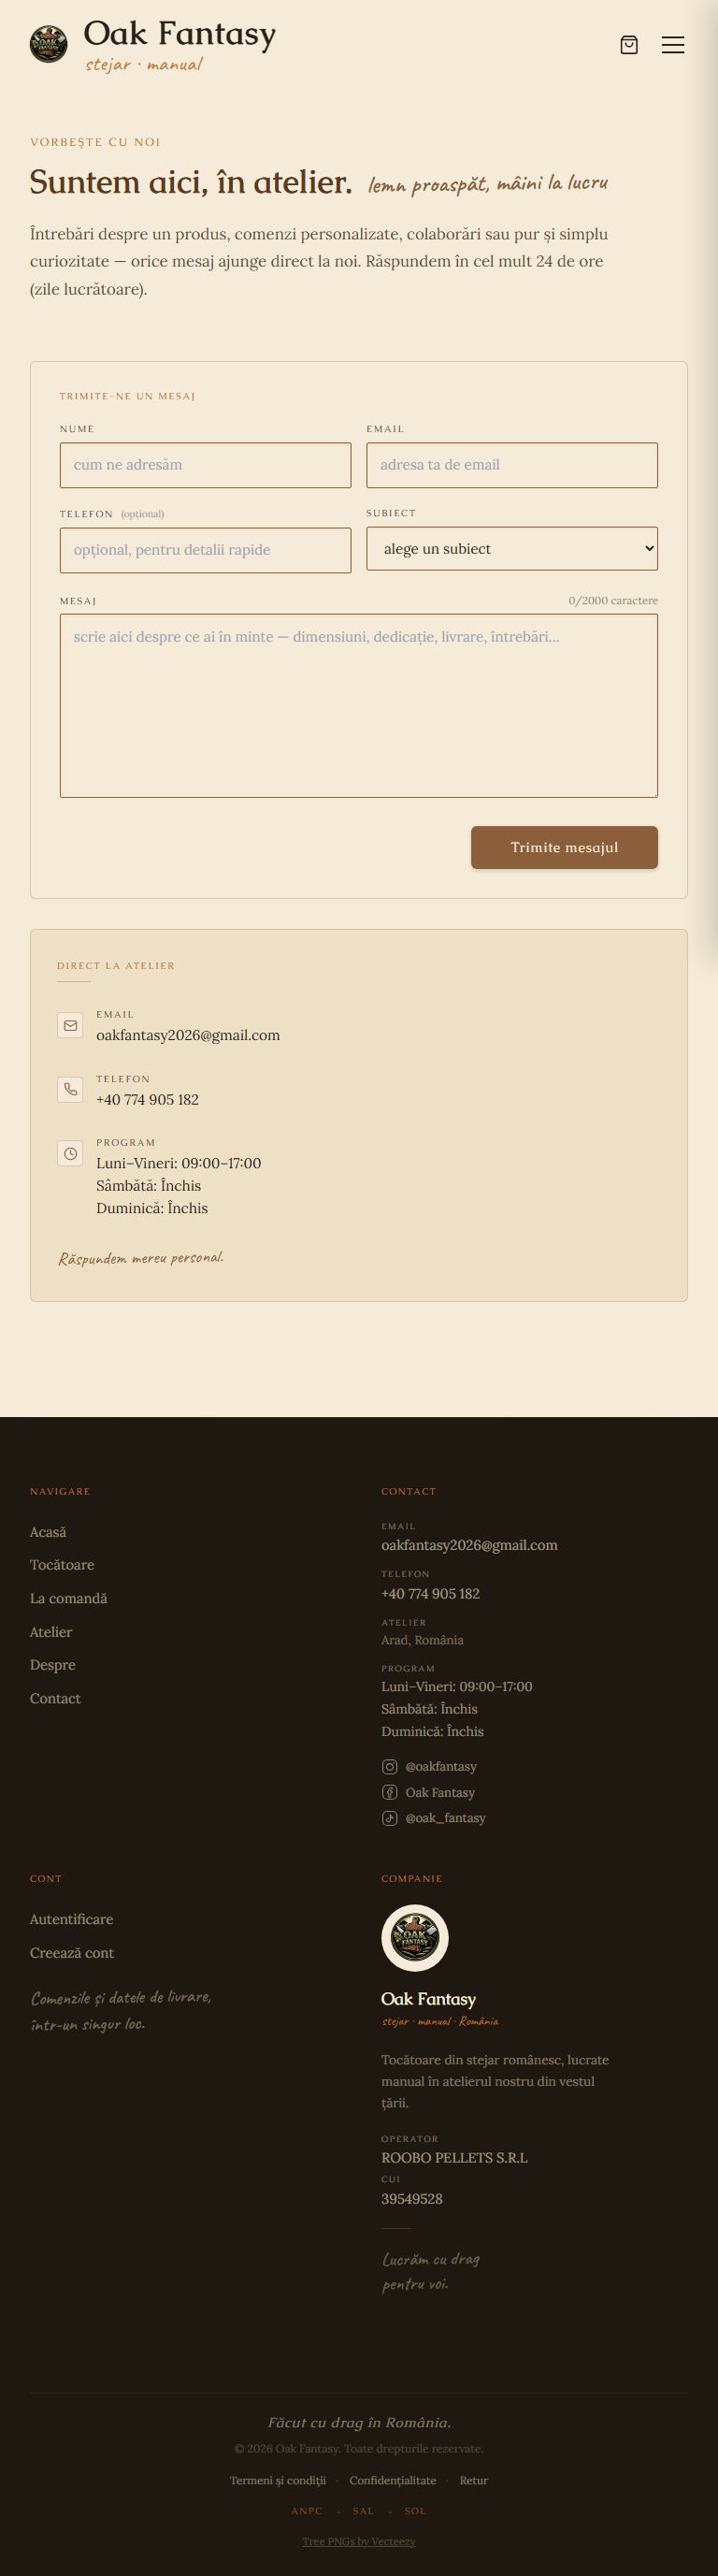 Oak Fantasy
stejar · manual
VORBEȘTE CU NOI
Suntem aici, în atelier. lemn proaspăt, mâini la lucru
Întrebări despre un produs, comenzi personalizate, colaborări sau pur și simplu
curiozitate — orice mesaj ajunge direct la noi. Răspundem în cel mult 24 de ore
(zile lucrătoare).
TRIMITE-NE UN MESAJ
NUME
cum ne adresăm
EMAIL
adresa ta de email
TELEFON (opțional)
opțional, pentru detalii rapide
SUBIECT
alege un subiect
MESAJ
0/2000 caractere
scrie aici despre ce ai în minte — dimensiuni, dedicație, livrare, întrebări...
Trimite mesajul
DIRECT LA ATELIER
EMAIL
oakfantasy2026@gmail.com
TELEFON
+40 774 905 182
PROGRAM
Luni–Vineri: 09:00–17:00
Sâmbătă: Închis
Duminică: Închis
Răspundem mereu personal.
NAVIGARE
Acasă
Tocătoare
La comandă
Atelier
Despre
Contact
CONTACT
EMAIL
oakfantasy2026@gmail.com
TELEFON
+40 774 905 182
ATELIER
Arad, România
PROGRAM
Luni–Vineri: 09:00–17:00
Sâmbătă: Închis
Duminică: Închis
@oakfantasy
Oak Fantasy
@oak_fantasy
CONT
Autentificare
Creează cont
Comenzile și datele de livrare,
într-un singur loc.
COMPANIE
OAK
FANTASY
Oak Fantasy
stejar · manual · România
Tocătoare din stejar românesc, lucrate
manual în atelierul nostru din vestul
țării.
OPERATOR
ROOBO PELLETS S.R.L
CUI
39549528
Lucrăm cu drag
pentru voi.
Făcut cu drag în România.
© 2026 Oak Fantasy. Toate drepturile rezervate.
Termeni și condiții · Confidențialitate · Retur
ANPC · SAL · SOL
Tree PNGs by Vecteezy